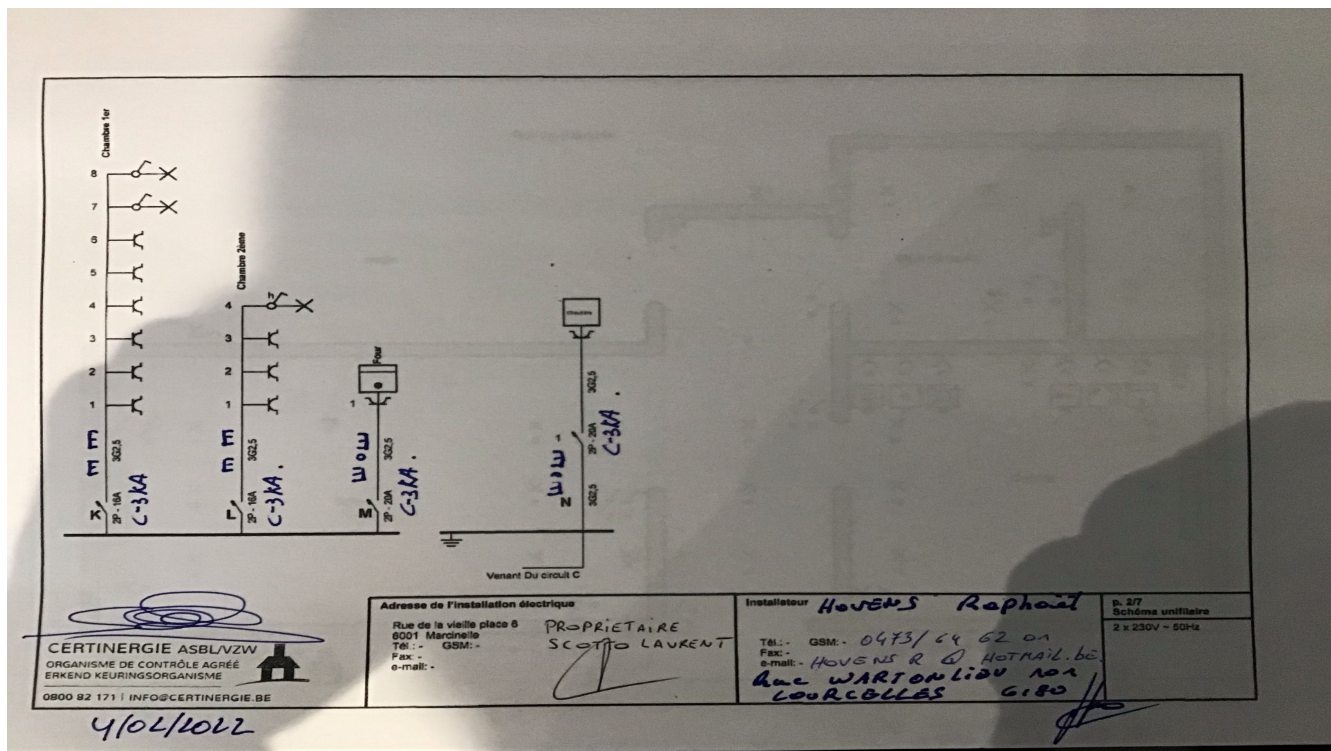 Chambre 1er
8
7
6
5
4
3
2
1
E E
3G2,5
K
2P - 16A
C-3kA
Chambre 2ème
4
h
3
2
1
E E
3G2,5
L
2P - 16A
C-3kA.
Four
1
3G2,5
M
2P - 20A
C-3kA.
Chaudière
3G2,5
1
2P - 20A
C-3kA.
N
3G2,5
Venant Du circuit C
CERTINERGIE ASBL/VZW
ORGANISME DE CONTRÔLE AGRÉÉ
ERKEND KEURINGSORGANISME
0800 82 171 | INFO@CERTINERGIE.BE
4/02/2022
Adresse de l'installation électrique
Rue de la vieille place 6
6001 Marcinelle
Tél.: - GSM: -
Fax: -
e-mail: -
PROPRIETAIRE
SCOTTO LAURENT
Installateur HOVENS Raphaël
Tél.: - GSM: - 0473/64 62 01
Fax: -
e-mail: - HOVENS R @ HOTMAIL.be
Rue WARTONLIEU 101
COURCELLES 6180
p. 2/7
Schéma unifilaire
2 x 230V ~ 50Hz